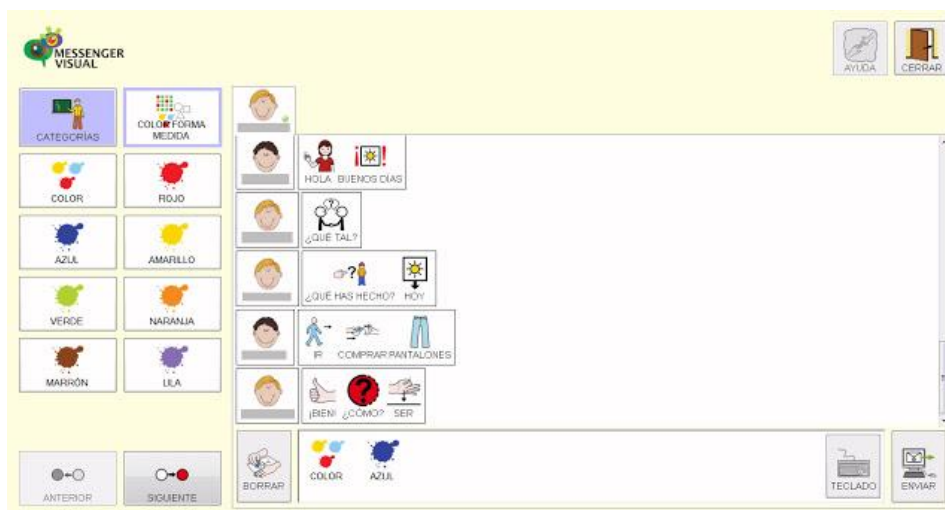 MESSENGER
VISUAL
AYUDA
CERRAR
CATEGORÍAS
COLOR FORMA
MEDIDA
COLOR
ROJO
AZUL
AMARILLO
VERDE
NARANJA
MARRÓN
LILA
ANTERIOR
SIGUIENTE
HOLA BUENOS DÍAS
¿QUÉ TAL?
¿QUÉ HAS HECHO? HOY
IR COMPRAR PANTALONES
¡BIEN! ¿CÓMO? SER
BORRAR
COLOR AZUL
TECLADO
ENVIAR